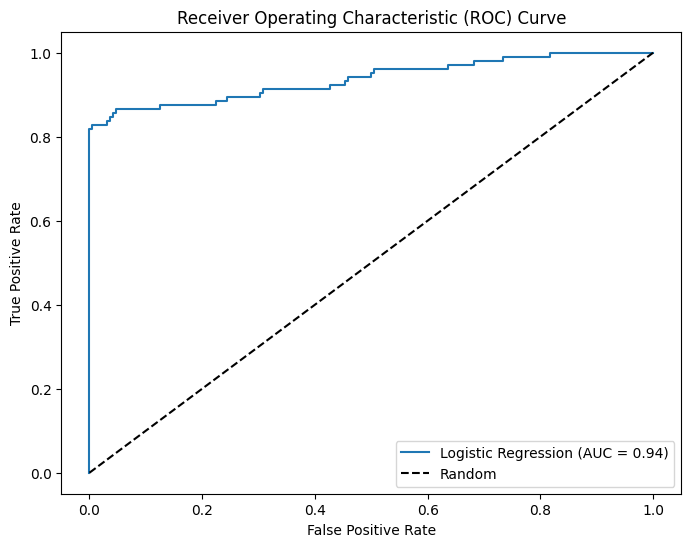 Receiver Operating Characteristic (ROC) Curve
1.0
0.8
0.6
0.4
0.2
0.0
True Positive Rate
0.0 0.2 0.4 0.6 0.8 1.0
False Positive Rate
Logistic Regression (AUC = 0.94)
Random